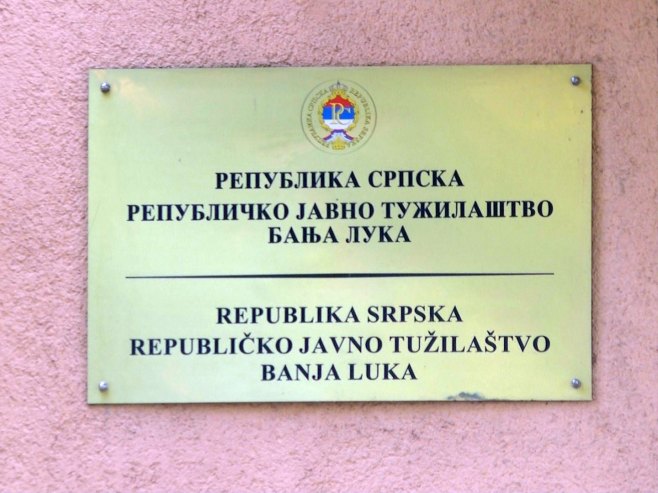 РЕПУБЛИКА СРПСКА
РЕПУБЛИЧКО ЈАВНО ТУЖИЛАШТВО
БАЊА ЛУКА
REPUBLIKA SRPSKA
REPUBLIČKO JAVNO TUŽILAŠTVO
BANJA LUKA